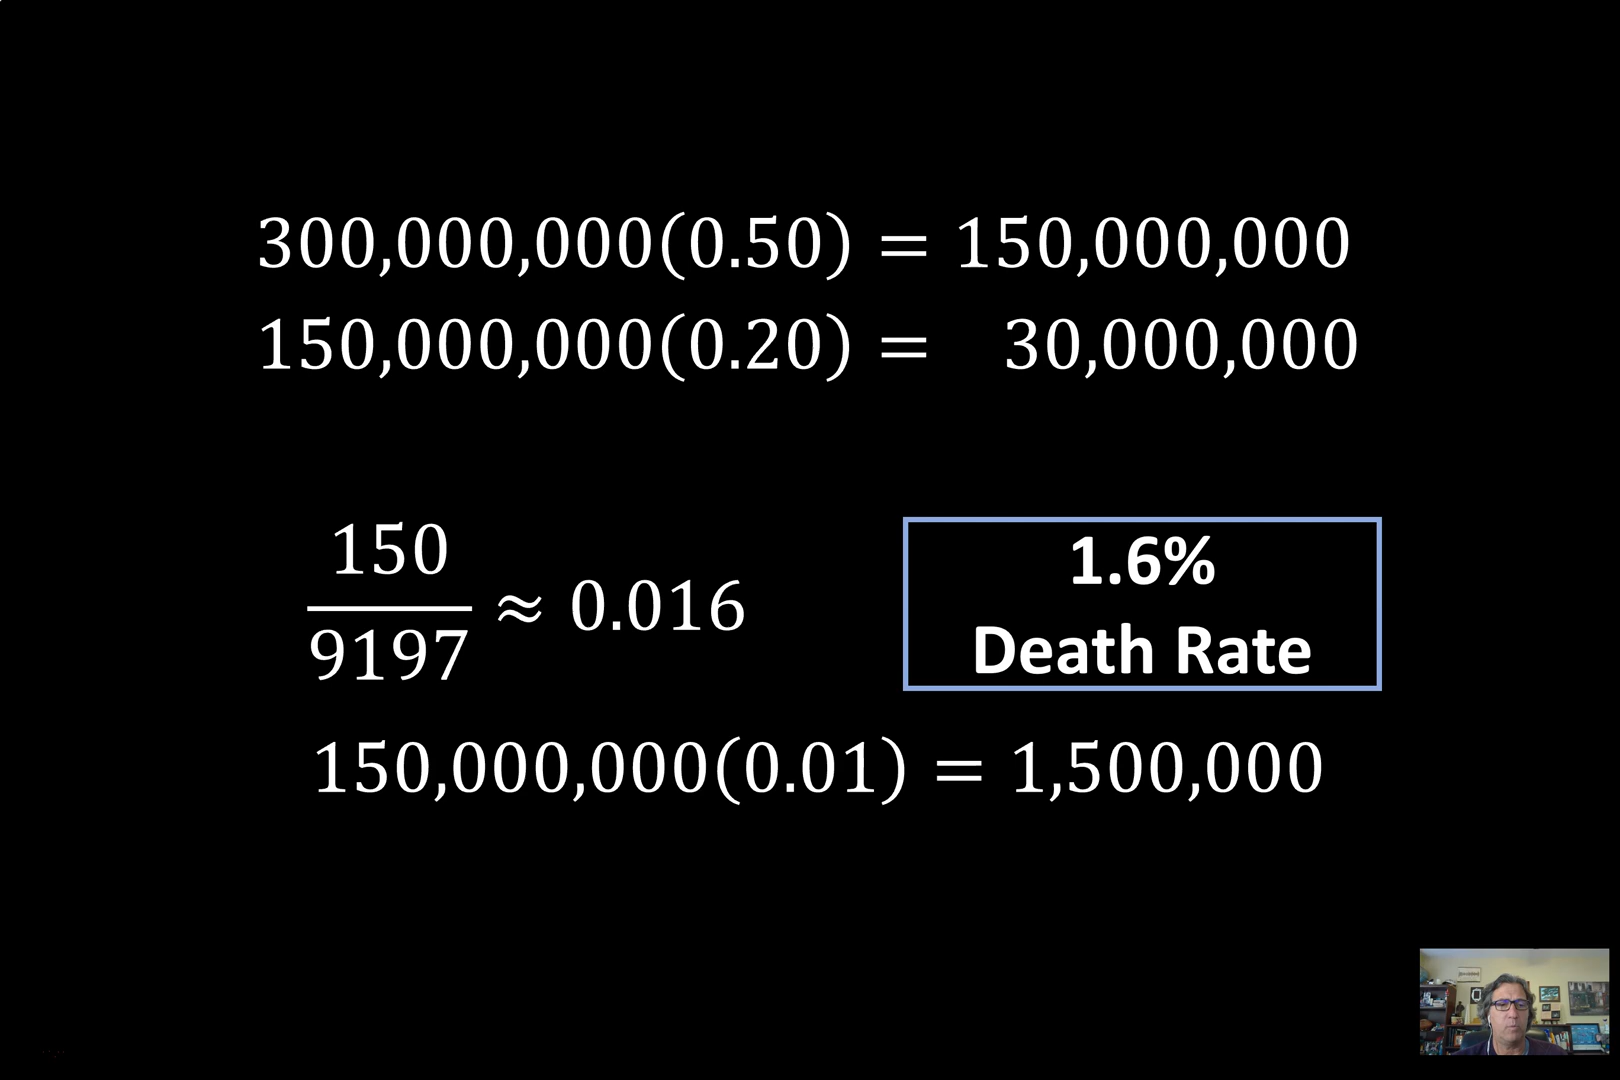 300,000,000(0.50) = 150,000,000
150,000,000(0.20) = 30,000,000
150
9197
≈ 0.016
1.6%
Death Rate
150,000,000(0.01) = 1,500,000